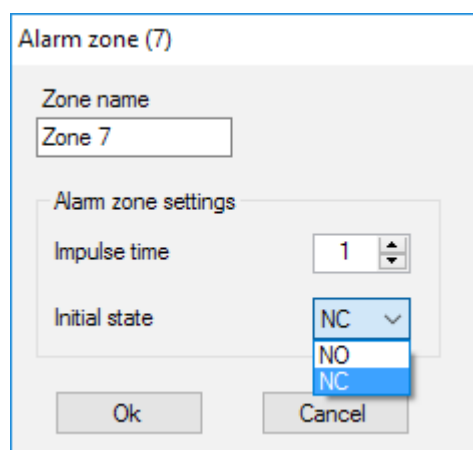 Alarm zone (7)
Zone name
Zone 7
Alarm zone settings
Impulse time 1
Initial state NC
NO
NC
Ok Cancel